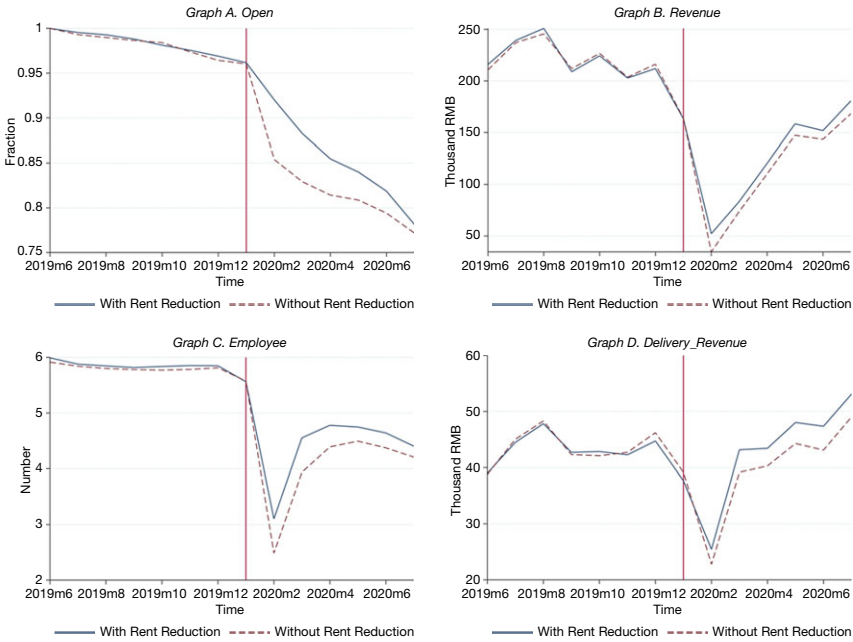 Graph A. Open
1
0.95
0.9
0.85
0.8
0.75
Fraction
2019m6 2019m8 2019m10 2019m12 2020m2 2020m4 2020m6
Time
With Rent Reduction Without Rent Reduction
Graph B. Revenue
250
200
150
100
50
Thousand RMB
2019m6 2019m8 2019m10 2019m12 2020m2 2020m4 2020m6
Time
With Rent Reduction Without Rent Reduction
Graph C. Employee
6
5
4
3
2
Number
2019m6 2019m8 2019m10 2019m12 2020m2 2020m4 2020m6
Time
With Rent Reduction Without Rent Reduction
Graph D. Delivery_Revenue
60
50
40
30
20
Thousand RMB
2019m6 2019m8 2019m10 2019m12 2020m2 2020m4 2020m6
Time
With Rent Reduction Without Rent Reduction